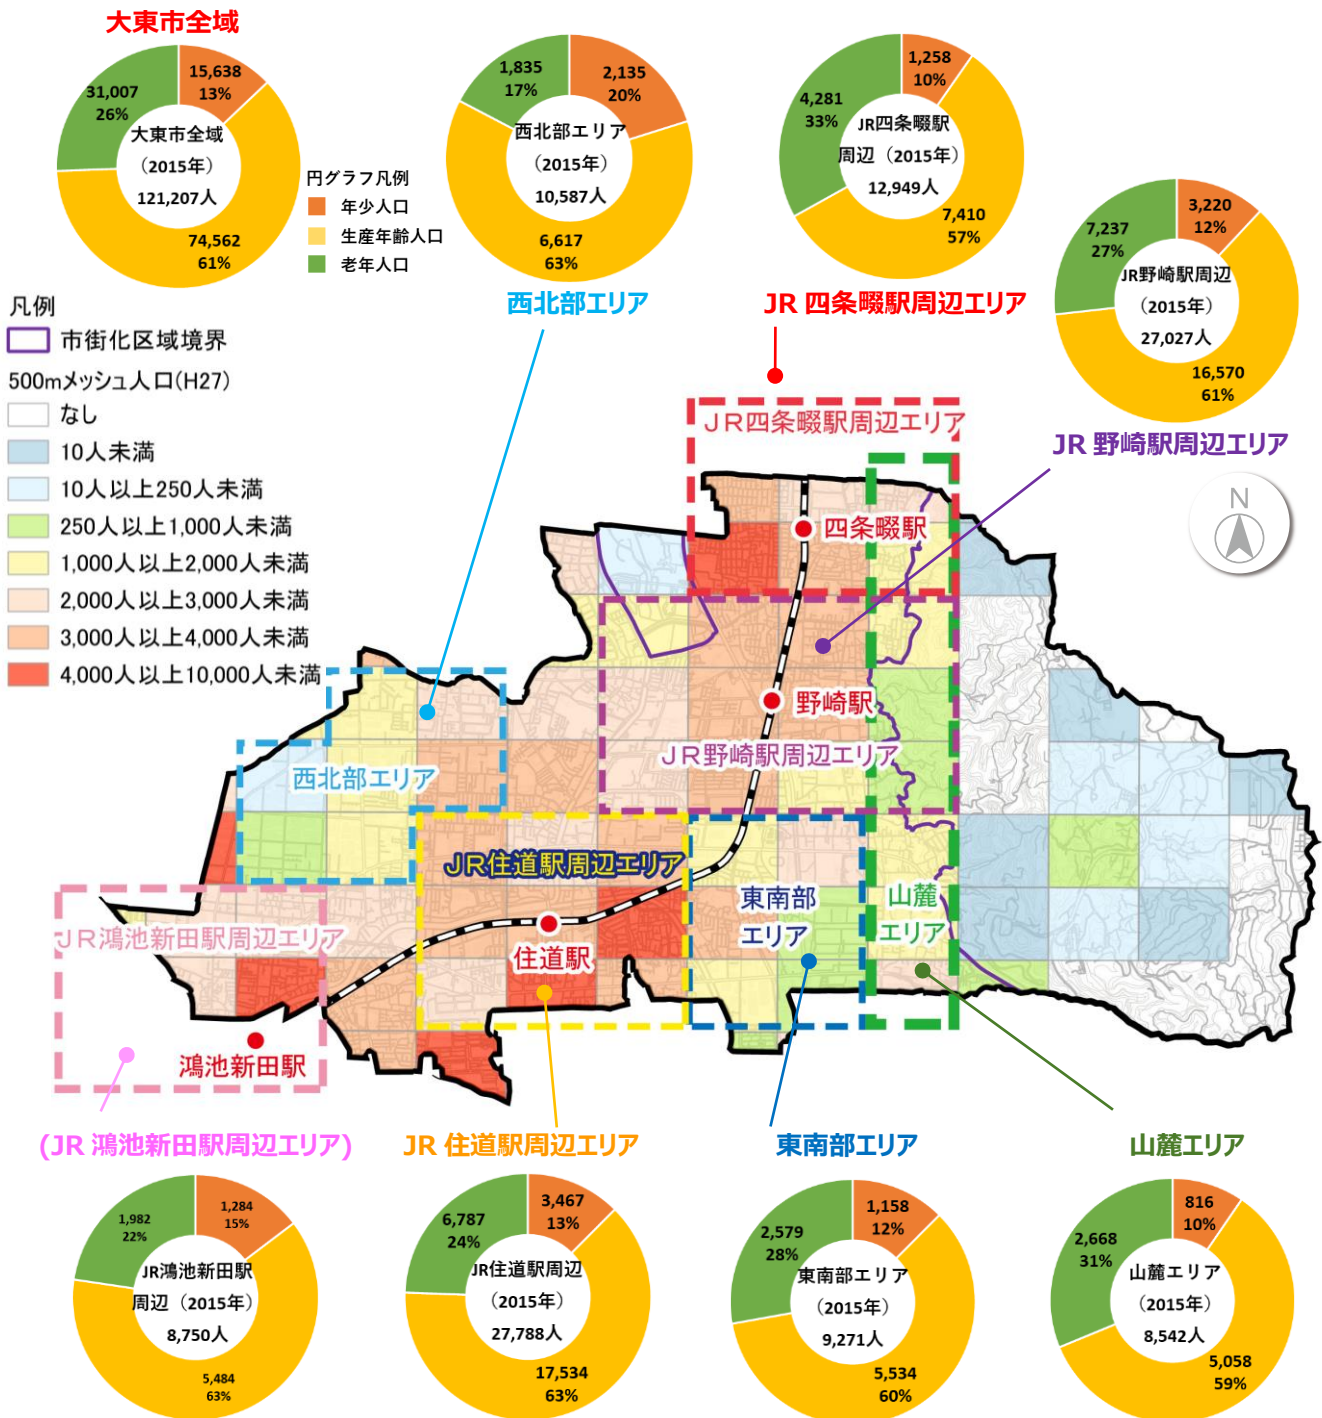 大東市全域
15,638
13%
31,007
26%
大東市全域
（2015年）
121,207人
74,562
61%
円グラフ凡例
年少人口
生産年齢人口
老年人口
1,835
17%
2,135
20%
西北部エリア
（2015年）
10,587人
6,617
63%
西北部エリア
1,258
10%
4,281
33%
JR四条畷駅
周辺（2015年）
12,949人
7,410
57%
JR 四条畷駅周辺エリア
3,220
12%
7,237
27%
JR野崎駅周辺
（2015年）
27,027人
16,570
61%
JR 野崎駅周辺エリア
凡例
市街化区域境界
500mメッシュ人口(H27)
なし
10人未満
10人以上250人未満
250人以上1,000人未満
1,000人以上2,000人未満
2,000人以上3,000人未満
3,000人以上4,000人未満
4,000人以上10,000人未満
N
JR四条畷駅周辺エリア
四条畷駅
野崎駅
JR野崎駅周辺エリア
西北部エリア
JR住道駅周辺エリア
東南部
エリア
山麓
エリア
JR鴻池新田駅周辺エリア
住道駅
鴻池新田駅
(JR 鴻池新田駅周辺エリア)
JR 住道駅周辺エリア
東南部エリア
山麓エリア
1,284
15%
1,982
22%
JR鴻池新田駅
周辺（2015年）
8,750人
5,484
63%
3,467
13%
6,787
24%
JR住道駅周辺
（2015年）
27,788人
17,534
63%
1,158
12%
2,579
28%
東南部エリア
（2015年）
9,271人
5,534
60%
816
10%
2,668
31%
山麓エリア
（2015年）
8,542人
5,058
59%